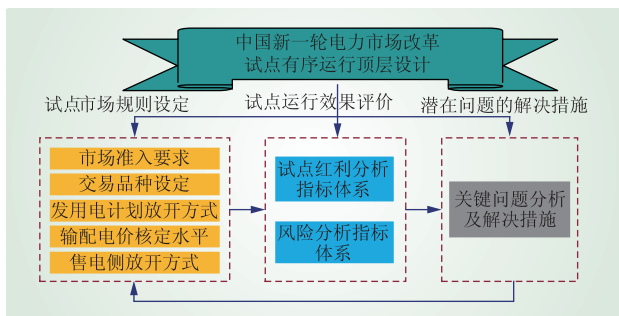 中国新一轮电力市场改革
试点有序运行顶层设计
试点市场规则设定
试点运行效果评价
潜在问题的解决措施
市场准入要求
交易品种设定
发用电计划放开方式
输配电价核定水平
售电侧放开方式
试点红利分析
指标体系
风险分析指标
体系
关键问题分析
及解决措施